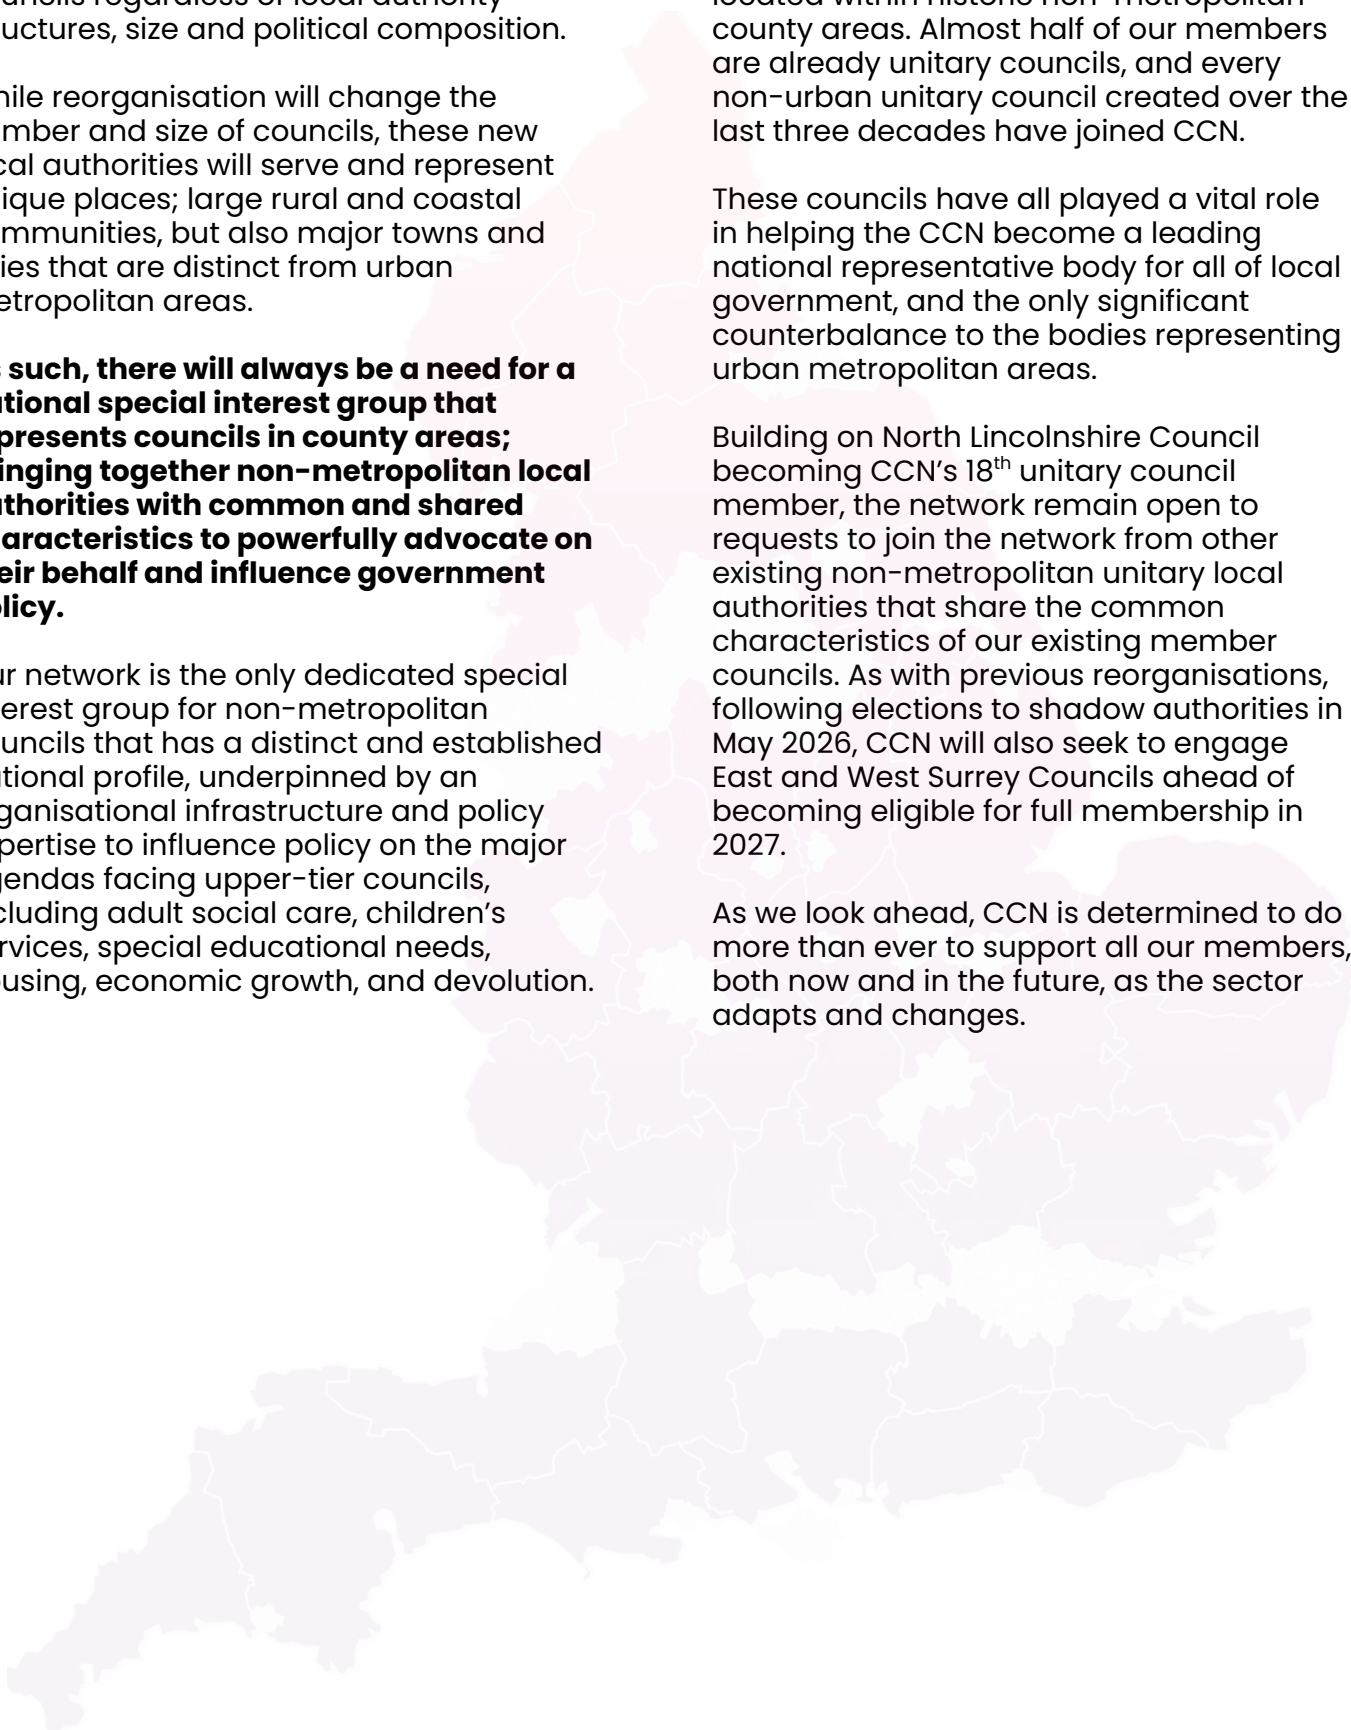 uncils regardless of local authority
uctures, size and political composition.
hile reorganisation will change the
mber and size of councils, these new
cal authorities will serve and represent
ique places; large rural and coastal
mmunities, but also major towns and
ies that are distinct from urban
etropolitan areas.
s such, there will always be a need for a
ational special interest group that
presents councils in county areas;
inging together non-metropolitan local
uthorities with common and shared
aracteristics to powerfully advocate on
eir behalf and influence government
olicy.
ur network is the only dedicated special
erest group for non-metropolitan
ouncils that has a distinct and established
ational profile, underpinned by an
ganisational infrastructure and policy
pertise to influence policy on the major
gendas facing upper-tier councils,
cluding adult social care, children’s
rvices, special educational needs,
ousing, economic growth, and devolution.
located within historic non-metropolitan
county areas. Almost half of our members
are already unitary councils, and every
non-urban unitary council created over the
last three decades have joined CCN.
These councils have all played a vital role
in helping the CCN become a leading
national representative body for all of local
government, and the only significant
counterbalance to the bodies representing
urban metropolitan areas.
Building on North Lincolnshire Council
becoming CCN’s 18th unitary council
member, the network remain open to
requests to join the network from other
existing non-metropolitan unitary local
authorities that share the common
characteristics of our existing member
councils. As with previous reorganisations,
following elections to shadow authorities in
May 2026, CCN will also seek to engage
East and West Surrey Councils ahead of
becoming eligible for full membership in
2027.
As we look ahead, CCN is determined to do
more than ever to support all our members,
both now and in the future, as the sector
adapts and changes.